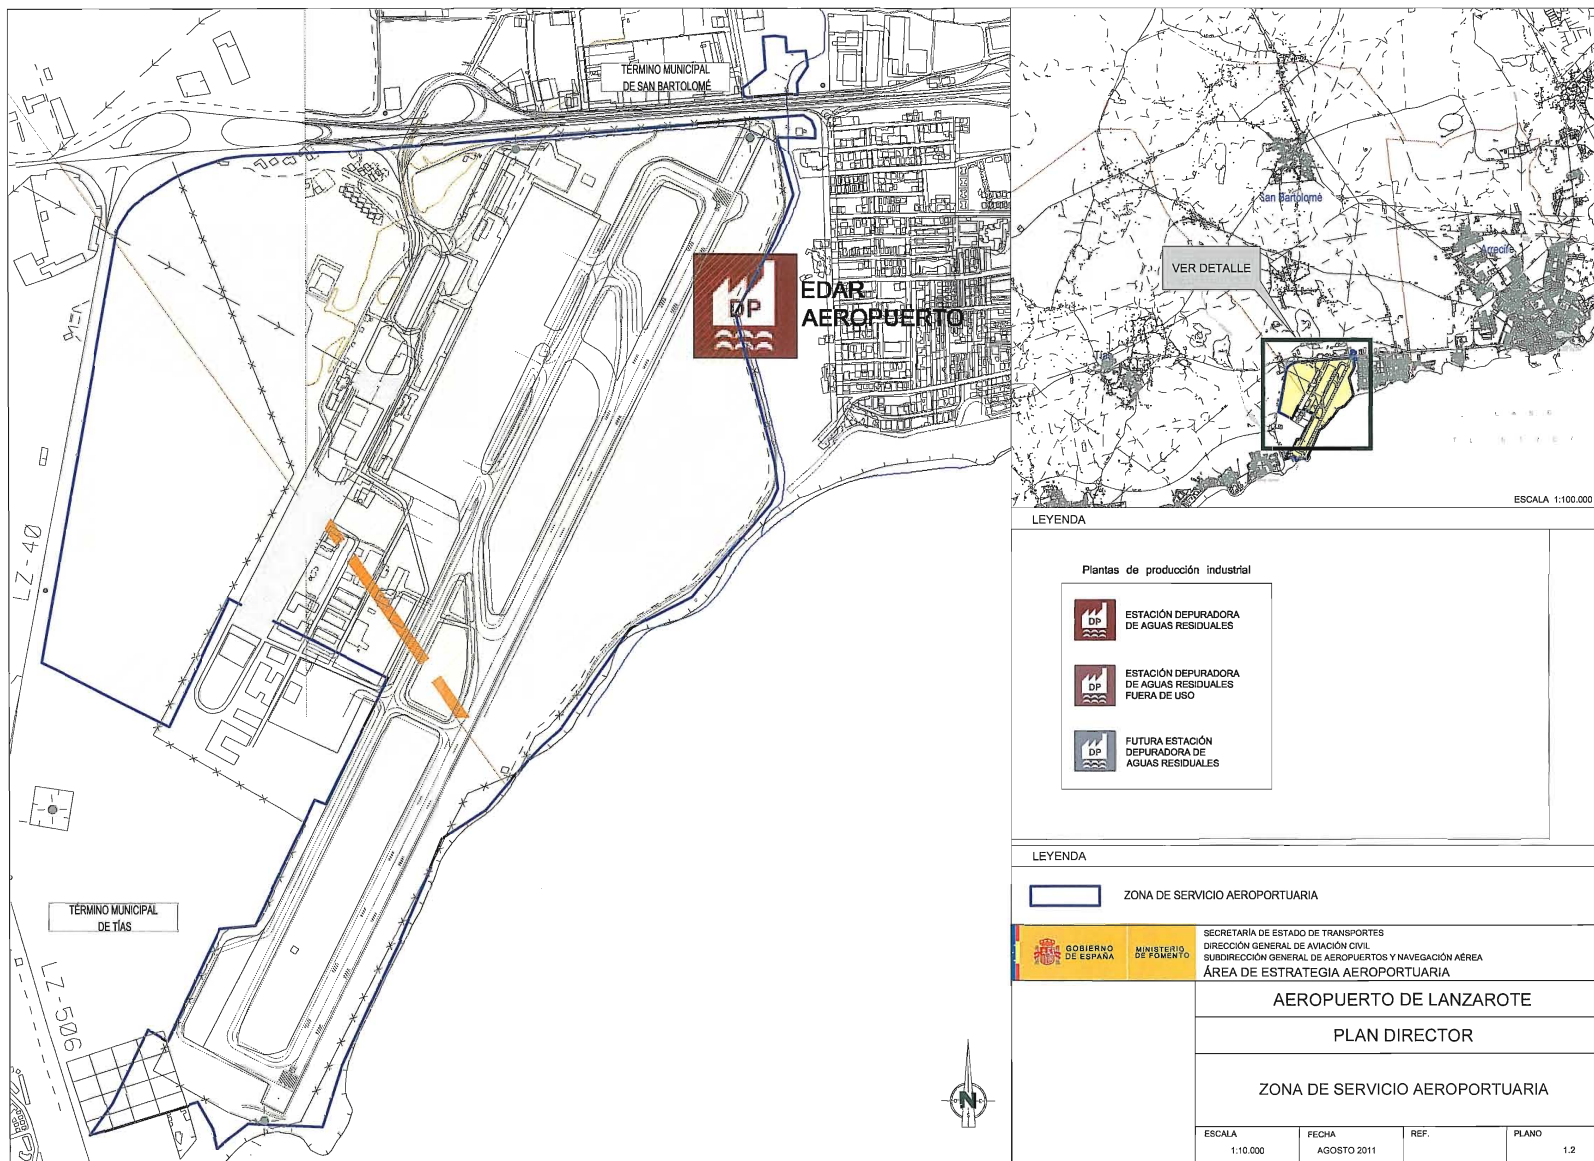 TÉRMINO MUNICIPAL
DE SAN BARTOLOMÉ
EDAR
AEROPUERTO
DP
LZ-40
TÉRMINO MUNICIPAL
DE TÍAS
LZ-506
N
San Bartolomé
Arrecife
VER DETALLE
Tías
ESCALA 1:100.000
LEYENDA
Plantas de producción industrial
DP
ESTACIÓN DEPURADORA
DE AGUAS RESIDUALES
DP
ESTACIÓN DEPURADORA
DE AGUAS RESIDUALES
FUERA DE USO
DP
FUTURA ESTACIÓN
DEPURADORA DE
AGUAS RESIDUALES
LEYENDA
ZONA DE SERVICIO AEROPORTUARIA
GOBIERNO
DE ESPAÑA
MINISTERIO
DE FOMENTO
SECRETARÍA DE ESTADO DE TRANSPORTES
DIRECCIÓN GENERAL DE AVIACIÓN CIVIL
SUBDIRECCIÓN GENERAL DE AEROPUERTOS Y NAVEGACIÓN AÉREA
ÁREA DE ESTRATEGIA AEROPORTUARIA
AEROPUERTO DE LANZAROTE
PLAN DIRECTOR
ZONA DE SERVICIO AEROPORTUARIA
ESCALA
1:10.000
FECHA
AGOSTO 2011
REF.
PLANO
1.2